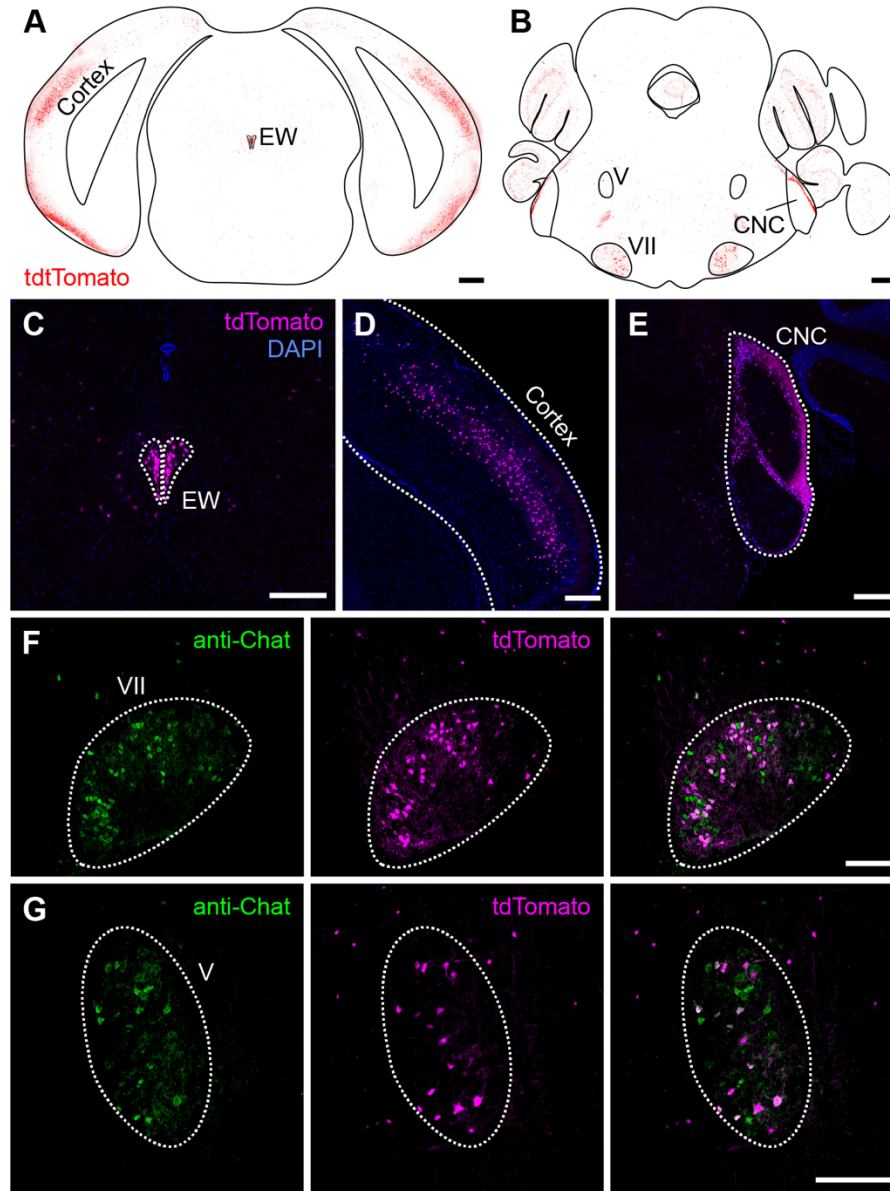 A
Cortex
EW
tdtTomato
B
V
VII
CNC
C
tdTomato
DAPI
EW
D
Cortex
E
CNC
F
anti-Chat
VII
tdTomato
G
anti-Chat
V
tdTomato